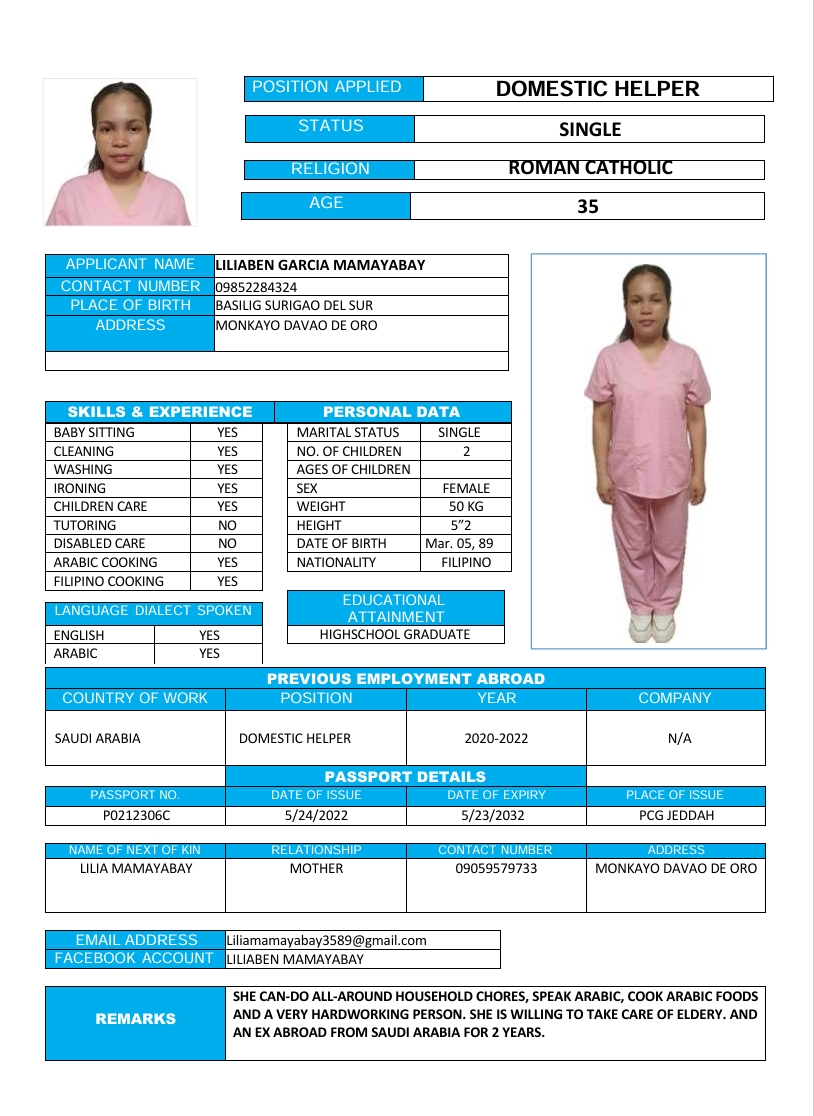 POSITION APPLIED DOMESTIC HELPER
STATUS SINGLE
RELIGION ROMAN CATHOLIC
AGE 35
APPLICANT NAME LILIABEN GARCIA MAMAYABAY
CONTACT NUMBER 09852284324
PLACE OF BIRTH BASILIG SURIGAO DEL SUR
ADDRESS MONKAYO DAVAO DE ORO
SKILLS & EXPERIENCE PERSONAL DATA
BABY SITTING YES MARITAL STATUS SINGLE
CLEANING YES NO. OF CHILDREN 2
WASHING YES AGES OF CHILDREN
IRONING YES SEX FEMALE
CHILDREN CARE YES WEIGHT 50 KG
TUTORING NO HEIGHT 5”2
DISABLED CARE NO DATE OF BIRTH Mar. 05, 89
ARABIC COOKING YES NATIONALITY FILIPINO
FILIPINO COOKING YES
LANGUAGE DIALECT SPOKEN
ENGLISH YES
ARABIC YES
EDUCATIONAL
ATTAINMENT
HIGHSCHOOL GRADUATE
PREVIOUS EMPLOYMENT ABROAD
COUNTRY OF WORK POSITION YEAR COMPANY
SAUDI ARABIA DOMESTIC HELPER 2020-2022 N/A
PASSPORT DETAILS
PASSPORT NO. DATE OF ISSUE DATE OF EXPIRY PLACE OF ISSUE
P0212306C 5/24/2022 5/23/2032 PCG JEDDAH
NAME OF NEXT OF KIN RELATIONSHIP CONTACT NUMBER ADDRESS
LILIA MAMAYABAY MOTHER 09059579733 MONKAYO DAVAO DE ORO
EMAIL ADDRESS Liliamamayabay3589@gmail.com
FACEBOOK ACCOUNT LILIABEN MAMAYABAY
REMARKS
SHE CAN-DO ALL-AROUND HOUSEHOLD CHORES, SPEAK ARABIC, COOK ARABIC FOODS
AND A VERY HARDWORKING PERSON. SHE IS WILLING TO TAKE CARE OF ELDERY. AND
AN EX ABROAD FROM SAUDI ARABIA FOR 2 YEARS.